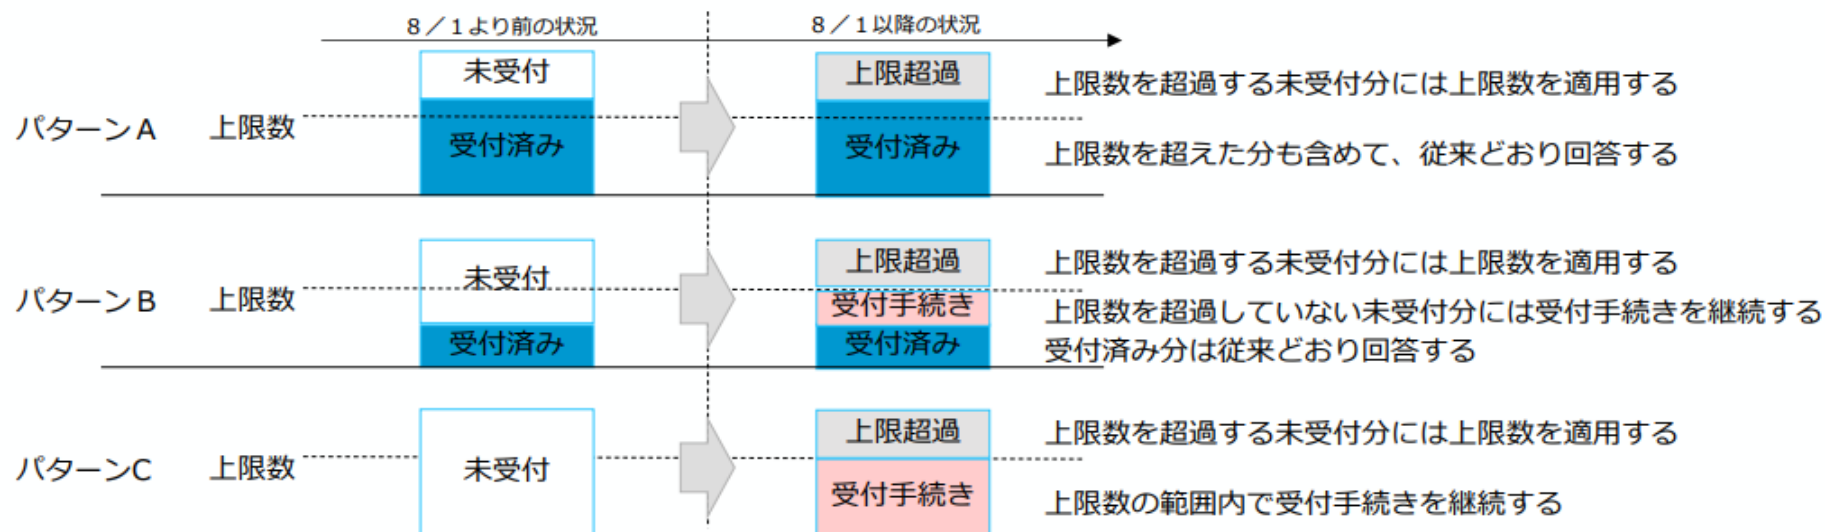 ８／１より前の状況
８／１以降の状況
未受付
上限超過
上限数を超過する未受付分には上限数を適用する
パターンＡ
上限数
受付済み
受付済み
上限数を超えた分も含めて、従来どおり回答する
未受付
上限超過
上限数を超過する未受付分には上限数を適用する
パターンＢ
上限数
受付手続き
上限数を超過していない未受付分には受付手続きを継続する
受付済み
受付済み
受付済み分は従来どおり回答する
上限超過
上限数を超過する未受付分には上限数を適用する
パターンC
上限数
未受付
受付手続き
上限数の範囲内で受付手続きを継続する